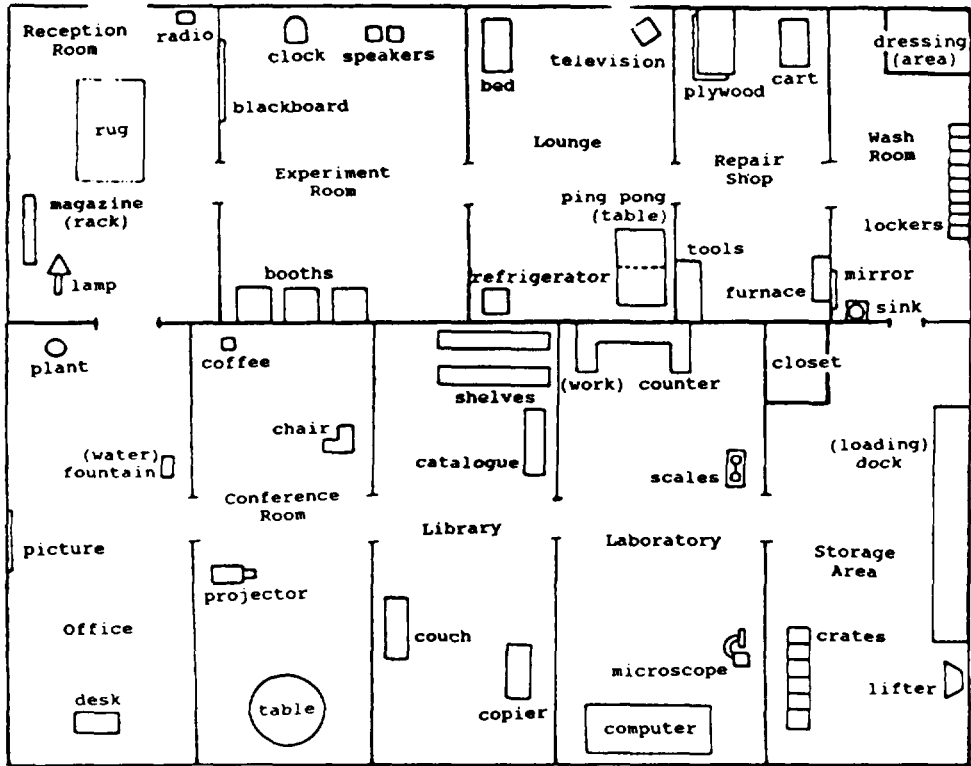 Reception
Room
radio
rug
magazine
(rack)
lamp
clock
speakers
blackboard
Experiment
Room
booths
bed
television
Lounge
ping pong
(table)
refrigerator
plywood
cart
Repair
Shop
tools
furnace
dressing
(area)
Wash
Room
lockers
mirror
sink
plant
(water)
fountain
picture
Office
desk
coffee
chair
Conference
Room
projector
table
shelves
catalogue
Library
couch
copier
(work) counter
scales
Laboratory
microscope
computer
closet
(loading)
dock
Storage
Area
crates
lifter